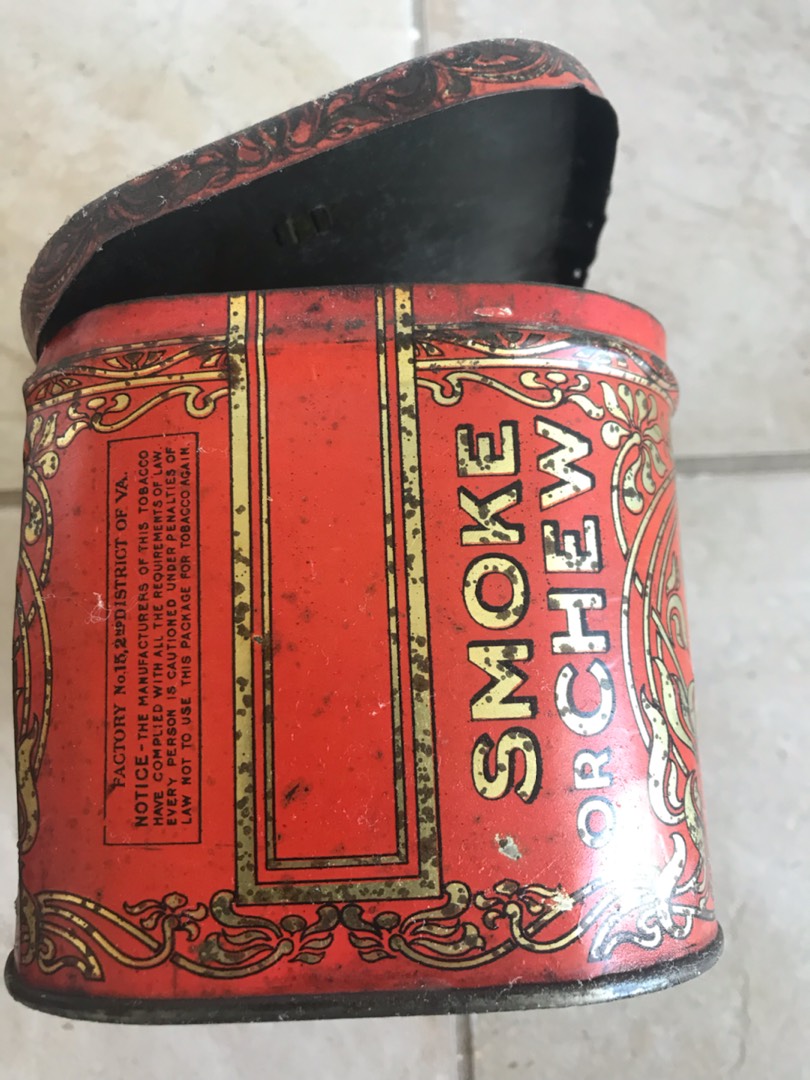 FACTORY No. 15, 2ND DISTRICT OF VA.
NOTICE-THE MANUFACTURERS OF THIS TOBACCO
HAVE COMPLIED WITH ALL THE REQUIREMENTS OF LAW.
EVERY PERSON IS CAUTIONED UNDER PENALTIES OF
LAW NOT TO USE THIS PACKAGE FOR TOBACCO AGAIN.
SMOKE
OR CHEW